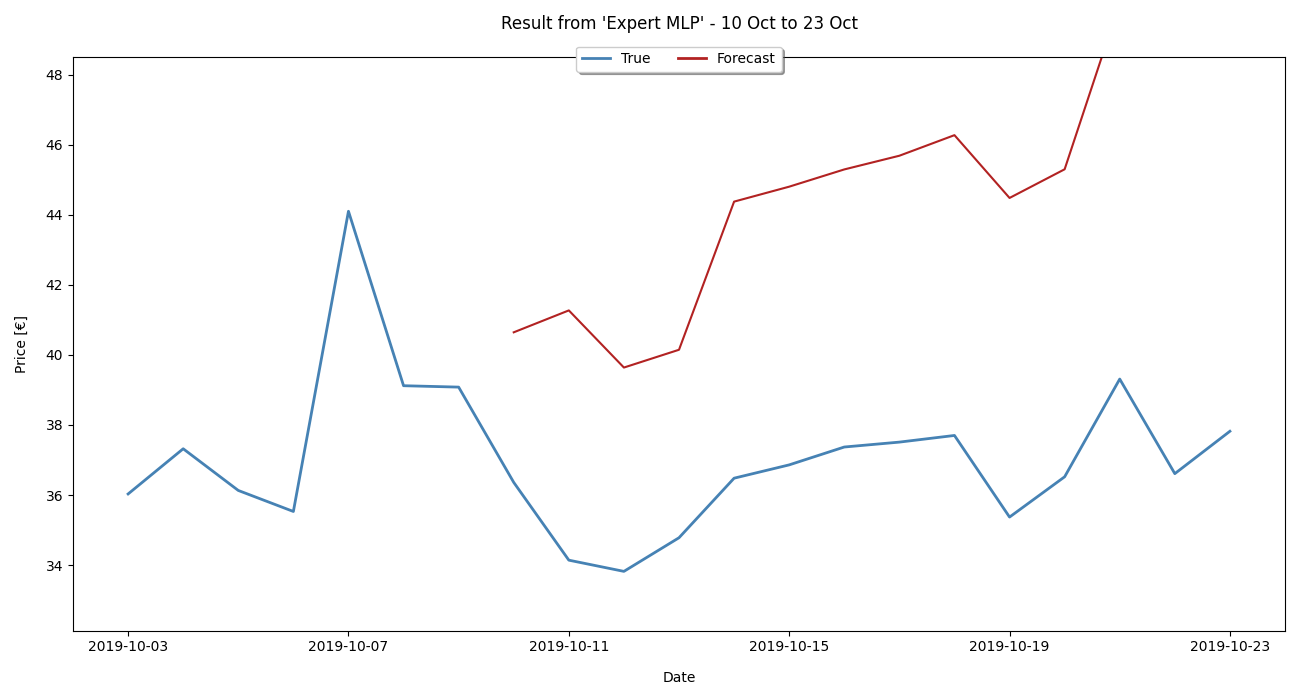 Result from 'Expert MLP' - 10 Oct to 23 Oct
True Forecast
48
46
44
42
40
38
36
34
Price [€]
2019-10-03 2019-10-07 2019-10-11 2019-10-15 2019-10-19 2019-10-23
Date